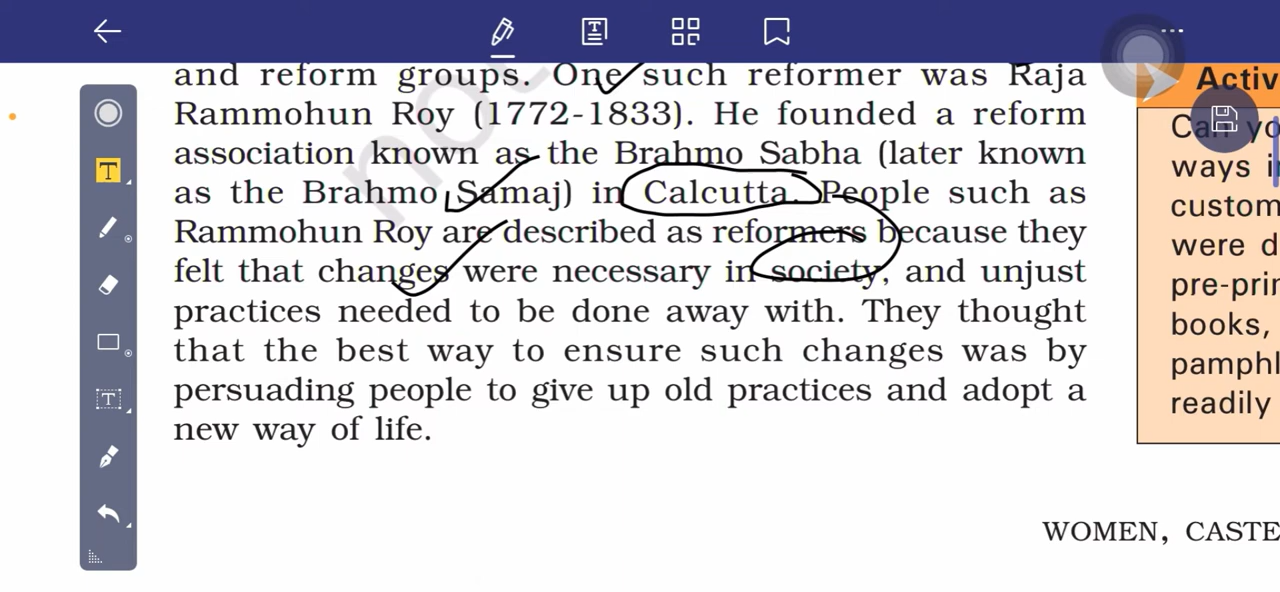 and reform groups. One such reformer was Raja
Rammohun Roy (1772-1833). He founded a reform
association known as the Brahmo Sabha (later known
as the Brahmo Samaj) in Calcutta. People such as
Rammohun Roy are described as reformers because they
felt that changes were necessary in society, and unjust
practices needed to be done away with. They thought
that the best way to ensure such changes was by
persuading people to give up old practices and adopt a
new way of life.
not
Activ
Can yo
ways i
custom
were d
pre-prin
books,
pamphl
readily
WOMEN, CASTE